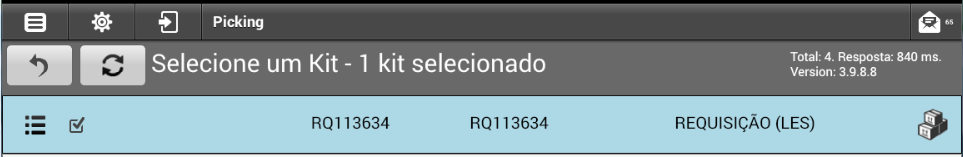 Picking
65
Selecione um Kit - 1 kit selecionado
Total: 4. Resposta: 840 ms.
Version: 3.9.8.8
RQ113634 RQ113634 REQUISIÇÃO (LES)